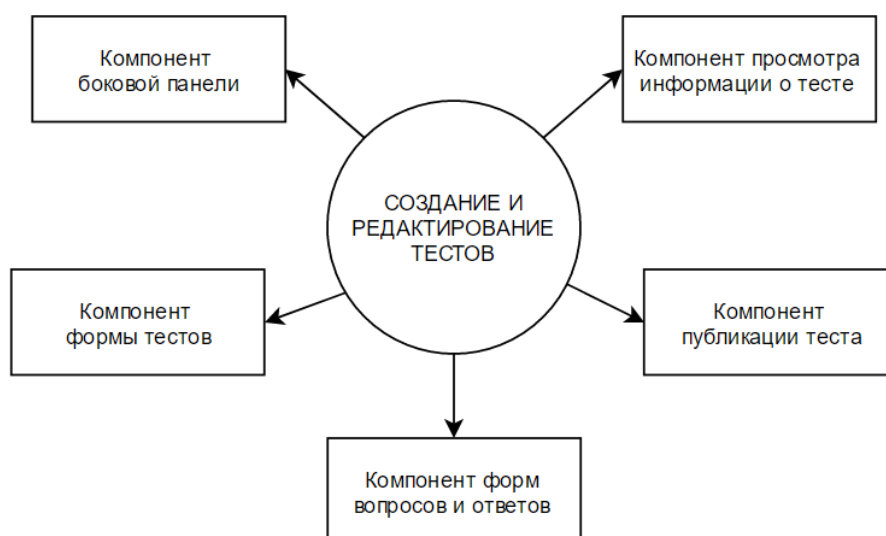 Компонент
боковой панели
Компонент просмотра
информации о тесте
СОЗДАНИЕ И
РЕДАКТИРОВАНИЕ
ТЕСТОВ
Компонент
формы тестов
Компонент
публикации теста
Компонент форм
вопросов и ответов